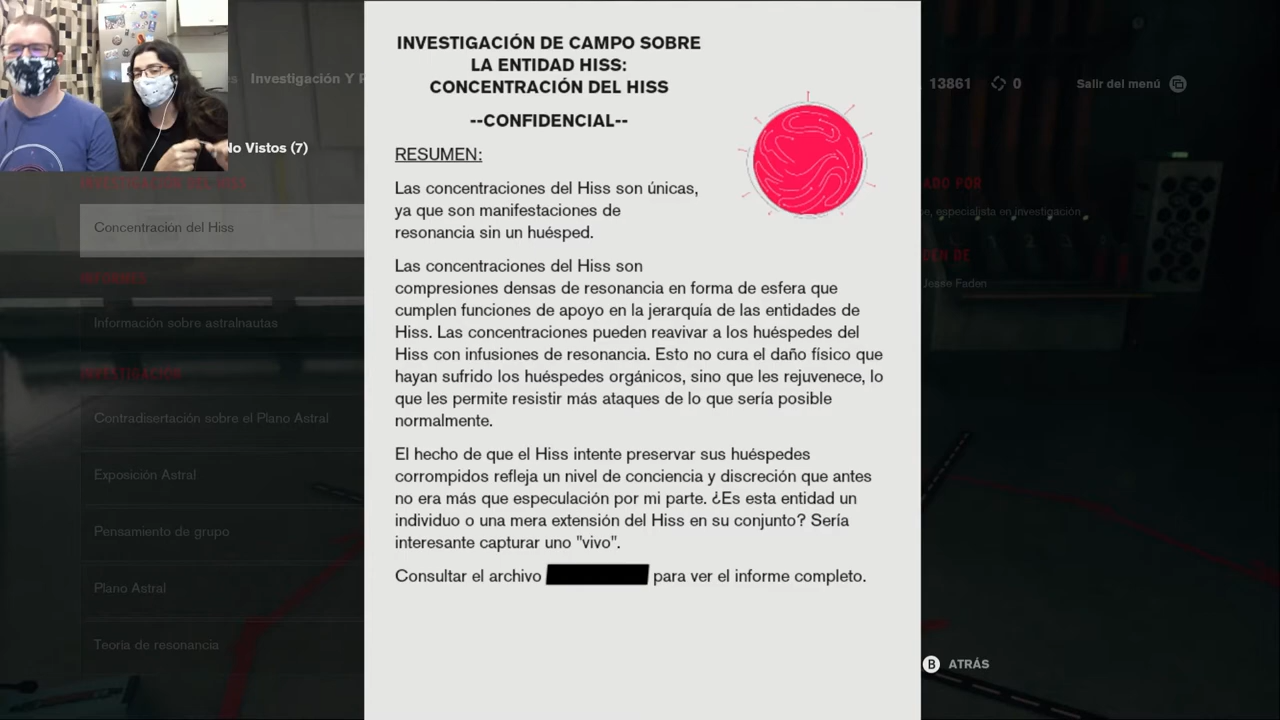 INVESTIGACIÓN DE CAMPO SOBRE
LA ENTIDAD HISS:
CONCENTRACIÓN DEL HISS
--CONFIDENCIAL--
RESUMEN:
Las concentraciones del Hiss son únicas,
ya que son manifestaciones de
resonancia sin un huésped.
Las concentraciones del Hiss son
compresiones densas de resonancia en forma de esfera que
cumplen funciones de apoyo en la jerarquía de las entidades de
Hiss. Las concentraciones pueden reavivar a los huéspedes del
Hiss con infusiones de resonancia. Esto no cura el daño físico que
hayan sufrido los huéspedes orgánicos, sino que les rejuvenece, lo
que les permite resistir más ataques de lo que sería posible
normalmente.
El hecho de que el Hiss intente preservar sus huéspedes
corrompidos refleja un nivel de conciencia y discreción que antes
no era más que especulación por mi parte. ¿Es esta entidad un
individuo o una mera extensión del Hiss en su conjunto? Sería
interesante capturar uno "vivo".
Consultar el archivo para ver el informe completo.
Investigación Y
No Vistos (7)
INVESTIGACIÓN DEL HISS
Concentración del Hiss
INFORMES
Información sobre astralnautas
INVESTIGACIÓN
Contradisertación sobre el Plano Astral
Exposición Astral
Pensamiento de grupo
Plano Astral
Teoría de resonancia
13861 0 Salir del menú
ADO POR
e, especialista en investigación
DEN DE
Jesse Faden
B ATRÁS